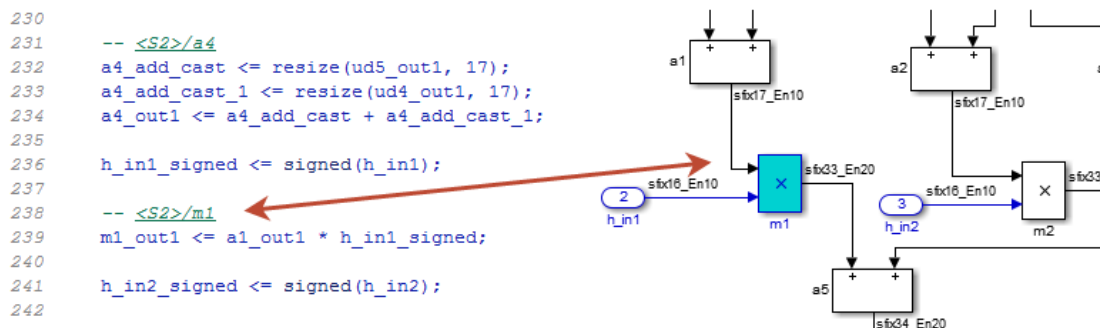 230
231 -- <S2>/a4
232 a4_add_cast <= resize(ud5_out1, 17);
233 a4_add_cast_1 <= resize(ud4_out1, 17);
234 a4_out1 <= a4_add_cast + a4_add_cast_1;
235
236 h_in1_signed <= signed(h_in1);
237
238 -- <S2>/m1
239 m1_out1 <= a1_out1 * h_in1_signed;
240
241 h_in2_signed <= signed(h_in2);
242
+ +
a1
sfix17_En10
+ +
a2
sfix17_En10
2
h_in1
sfix16_En10
×
m1
sfix33_En20
3
h_in2
sfix16_En10
×
m2
sfix33
+ +
a5
sfix34_En20